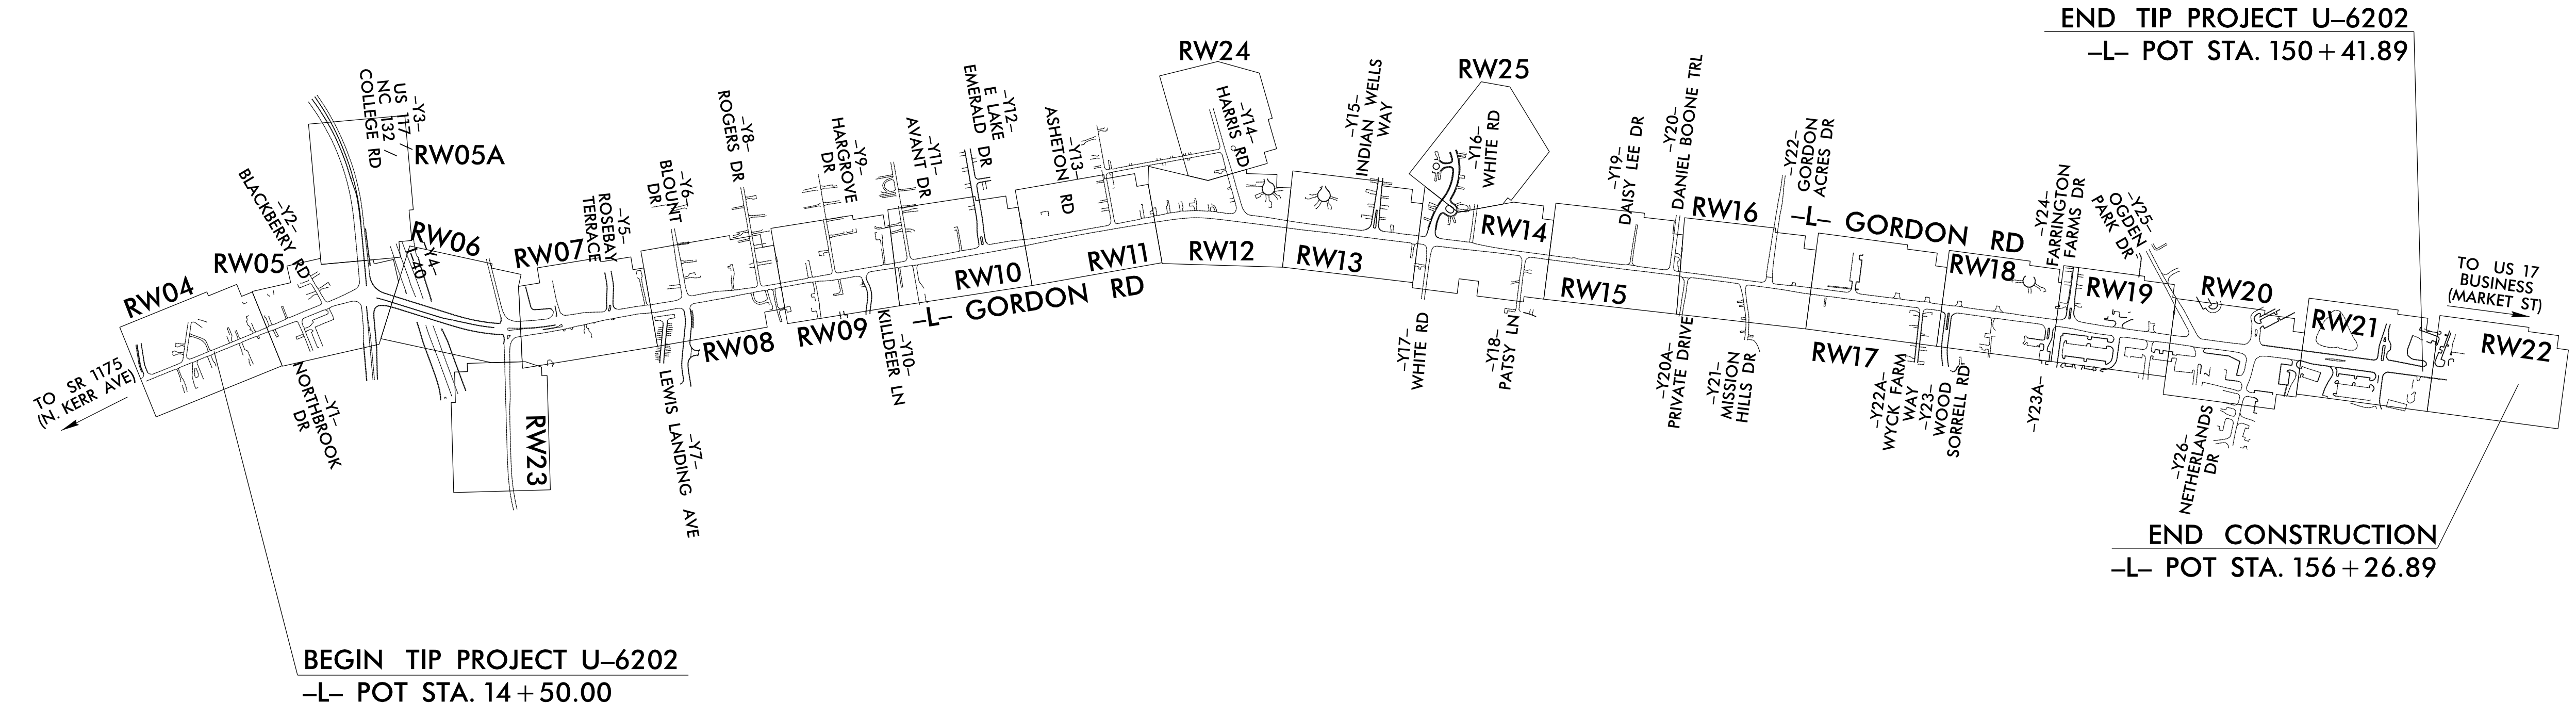 END TIP PROJECT U–6202
–L– POT STA. 150+41.89
RW24
RW25
–Y3–
US 117
NC 132 /
COLLEGE RD
RW05A
–Y2–
BLACKBERRY RD
RW04
RW05
RW06
–Y4–
I–40
RW07
–Y5–
ROSEBAY
TERRACE
–Y6–
BLOUNT
DR
–Y8–
ROGERS DR
–Y9–
HARGROVE
DR
–Y11–
AVANT DR
–Y12–
E LAKE
EMERALD DR
–Y13–
ASHETON RD
–Y14–
HARRIS RD
–Y15–
INDIAN WELLS
WAY
–Y16–
WHITE RD
–Y19–
DAISY LEE DR
–Y20–
DANIEL BOONE TRL
–Y22–
GORDON
ACRES DR
–Y24–
FARRINGTON
FARMS DR
–Y25–
OGDEN
PARK DR
RW08
RW09
RW10
RW11
RW12
RW13
RW14
RW15
RW16
–L– GORDON RD
RW17
RW18
RW19
RW20
RW21
RW22
TO US 17
BUSINESS
(MARKET ST)
–L– GORDON RD
TO SR 1175
(N. KERR AVE)
–Y1–
NORTHBROOK
DR
RW23
–Y7–
LEWIS LANDING AVE
–Y10–
KILLDEER LN
–Y17–
WHITE RD
–Y18–
PATSY LN
–Y20A–
PRIVATE DRIVE
–Y21–
MISSION
HILLS DR
–Y22A–
WYCK FARM
WAY
–Y23–
WOOD
SORRELL RD
–Y23A–
–Y26–
NETHERLANDS
DR
END CONSTRUCTION
–L– POT STA. 156+26.89
BEGIN TIP PROJECT U–6202
–L– POT STA. 14+50.00